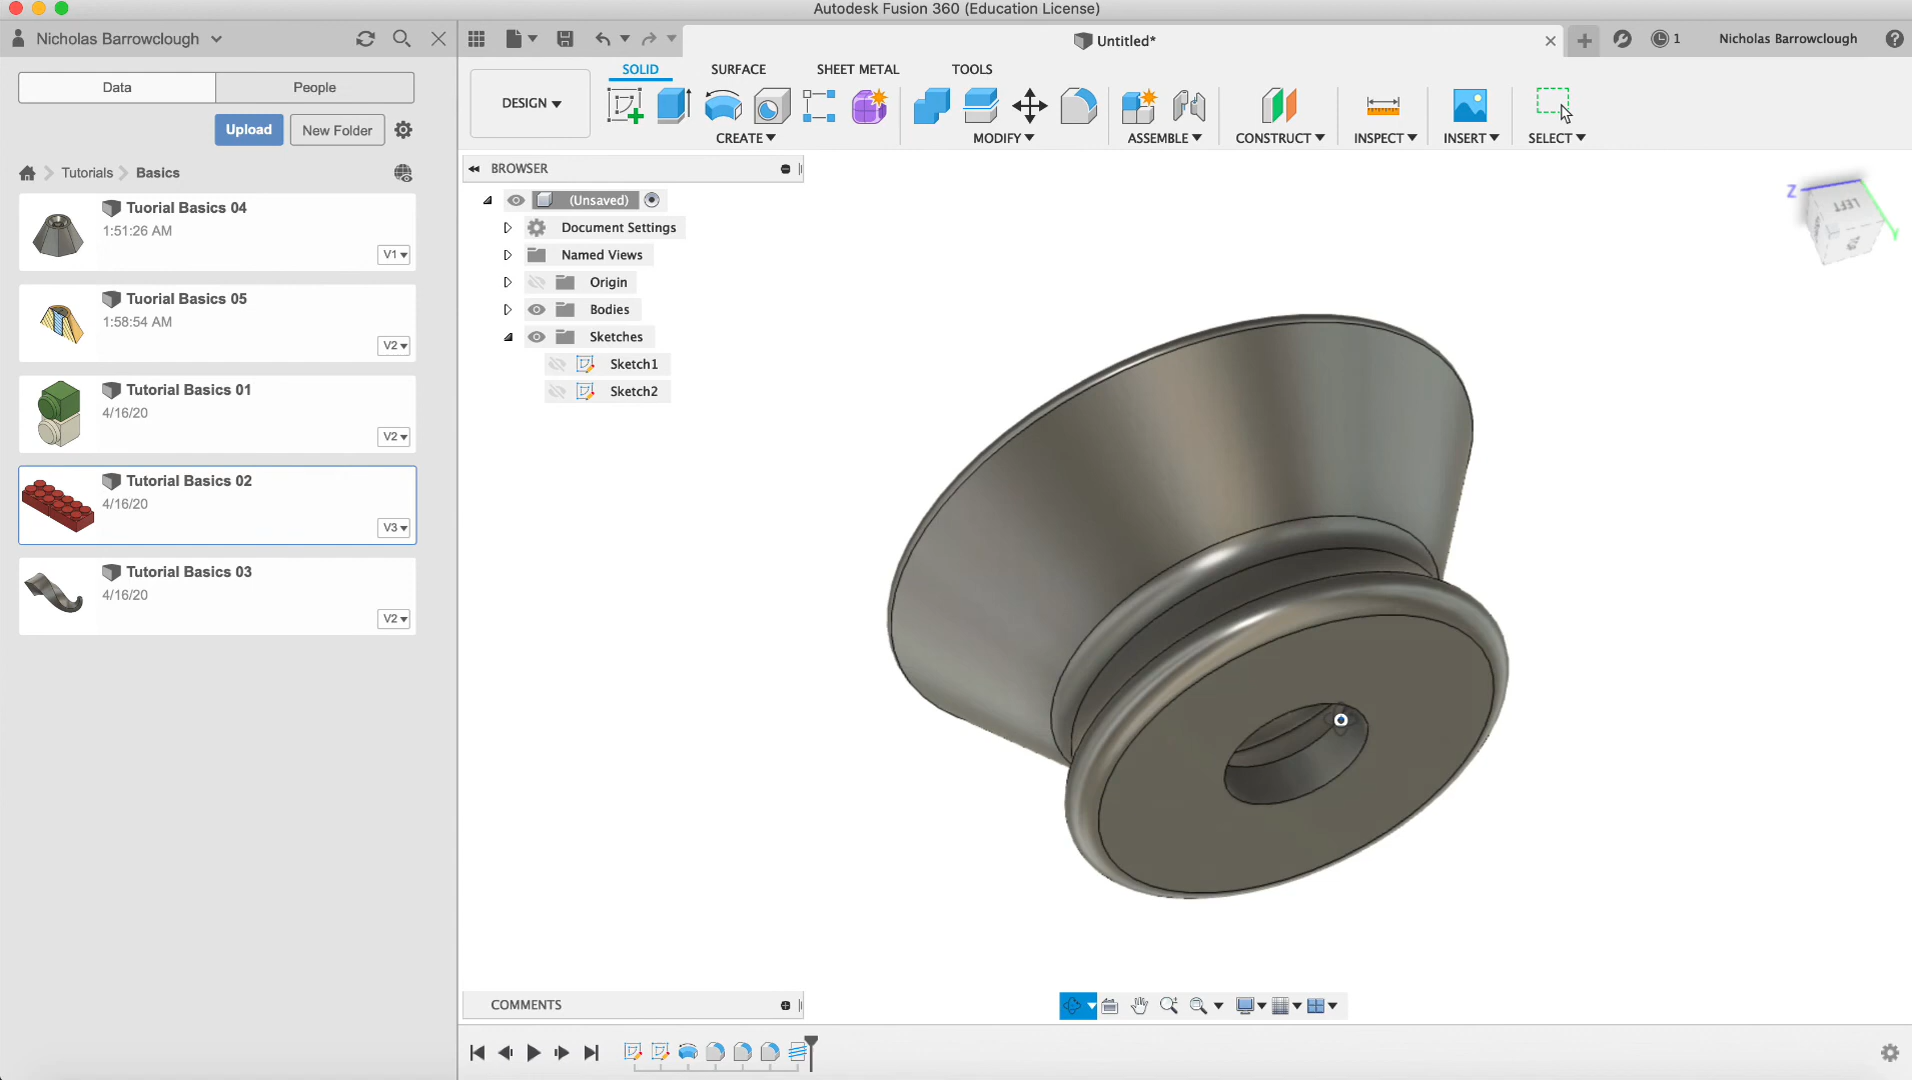 Autodesk Fusion 360 (Education License)
Nicholas Barrowclough
Untitled*
1
Nicholas Barrowclough
Data
People
SOLID
SURFACE
SHEET METAL
TOOLS
DESIGN
Upload
New Folder
CREATE
MODIFY
ASSEMBLE
CONSTRUCT
INSPECT
INSERT
SELECT
Tutorials
Basics
BROWSER
(Unsaved)
Document Settings
Named Views
Origin
Bodies
Sketches
Sketch1
Sketch2
Z
LEFT
Y
Tuorial Basics 04
1:51:26 AM
V1
Tuorial Basics 05
1:58:54 AM
V2
Tutorial Basics 01
4/16/20
V2
Tutorial Basics 02
4/16/20
V3
Tutorial Basics 03
4/16/20
V2
COMMENTS